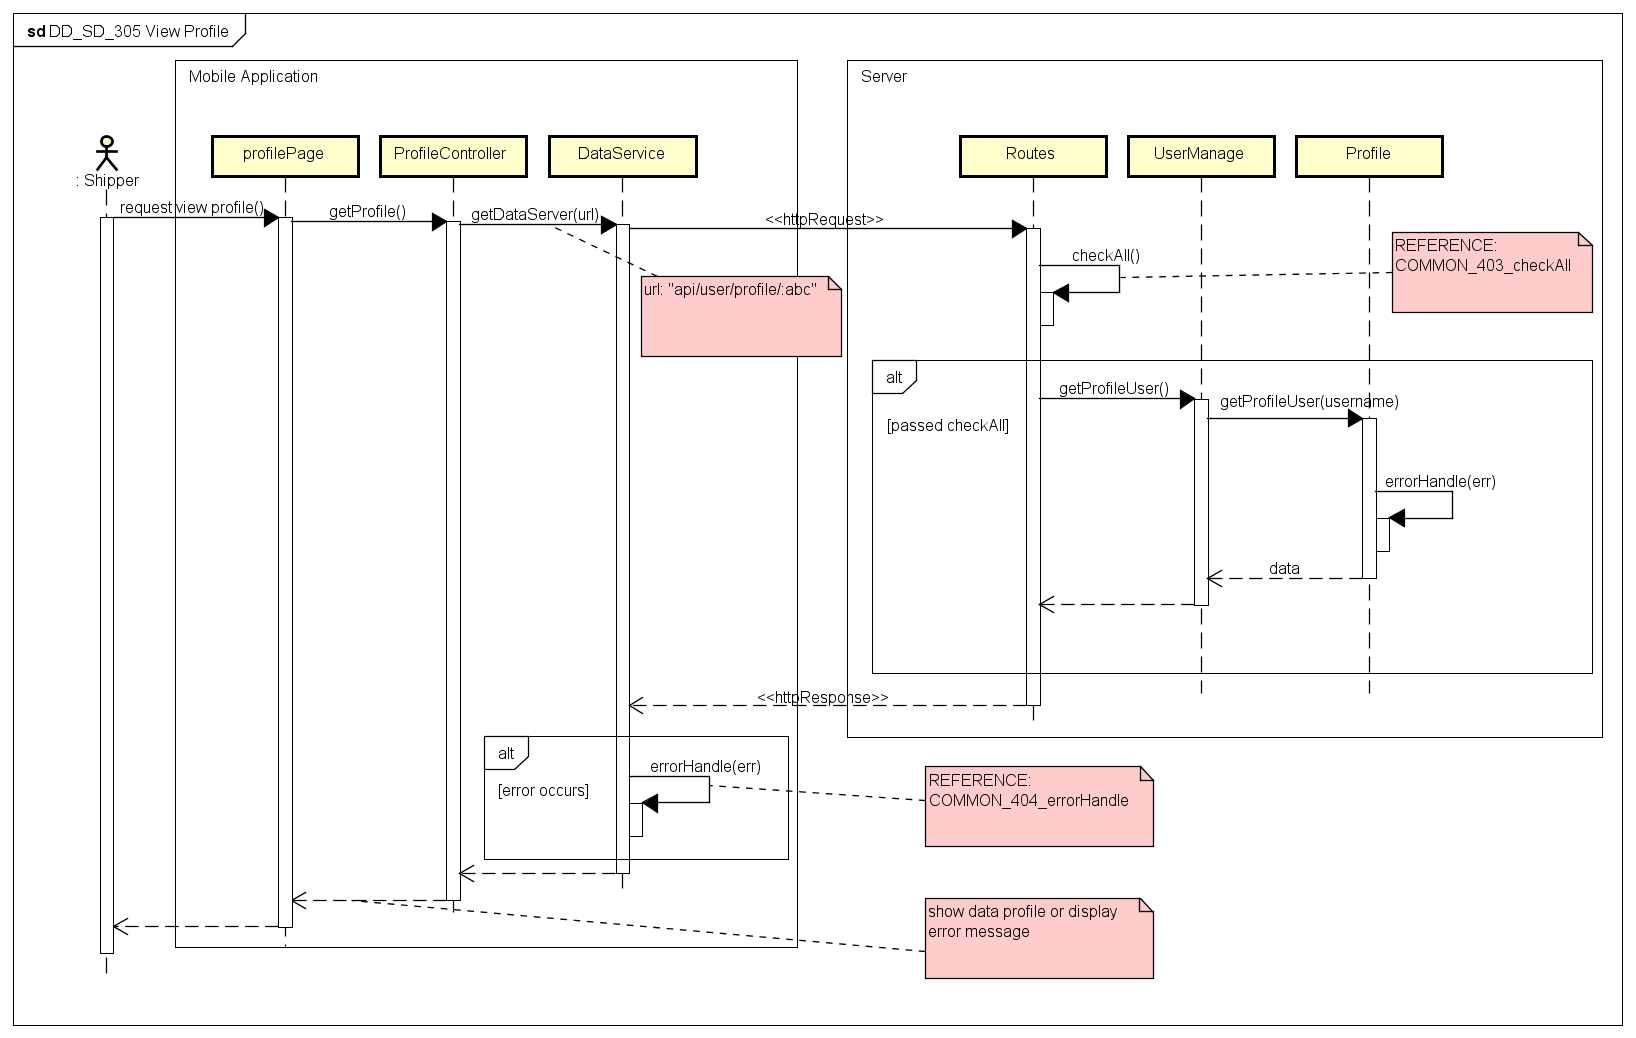 sd DD_SD_305 View Profile
Mobile Application
Server
: Shipper
profilePage
ProfileController
DataService
Routes
UserManage
Profile
request view profile()
getProfile()
getDataServer(url)
<<httpRequest>>
checkAll()
REFERENCE:
COMMON_403_checkAll
url: "api/user/profile/:abc"
alt
getProfileUser()
getProfileUser(username)
[passed checkAll]
errorHandle(err)
data
<<httpResponse>>
alt
errorHandle(err)
[error occurs]
REFERENCE:
COMMON_404_errorHandle
show data profile or display
error message